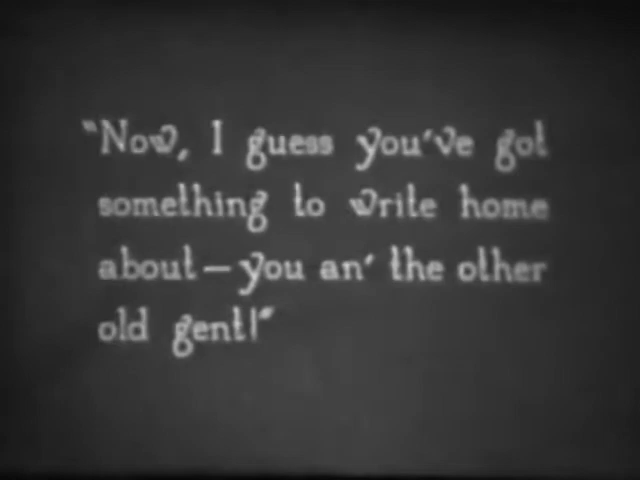 "Now, I guess you've got
something to write home
about—you an' the other
old gent!"